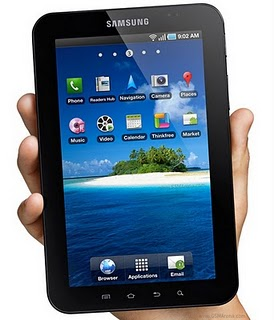 SAMSUNG
9:02 AM
Phone Readers Hub Navigation Camera Places
Music Video Calendar Thinkfree Market
Browser Applications Email